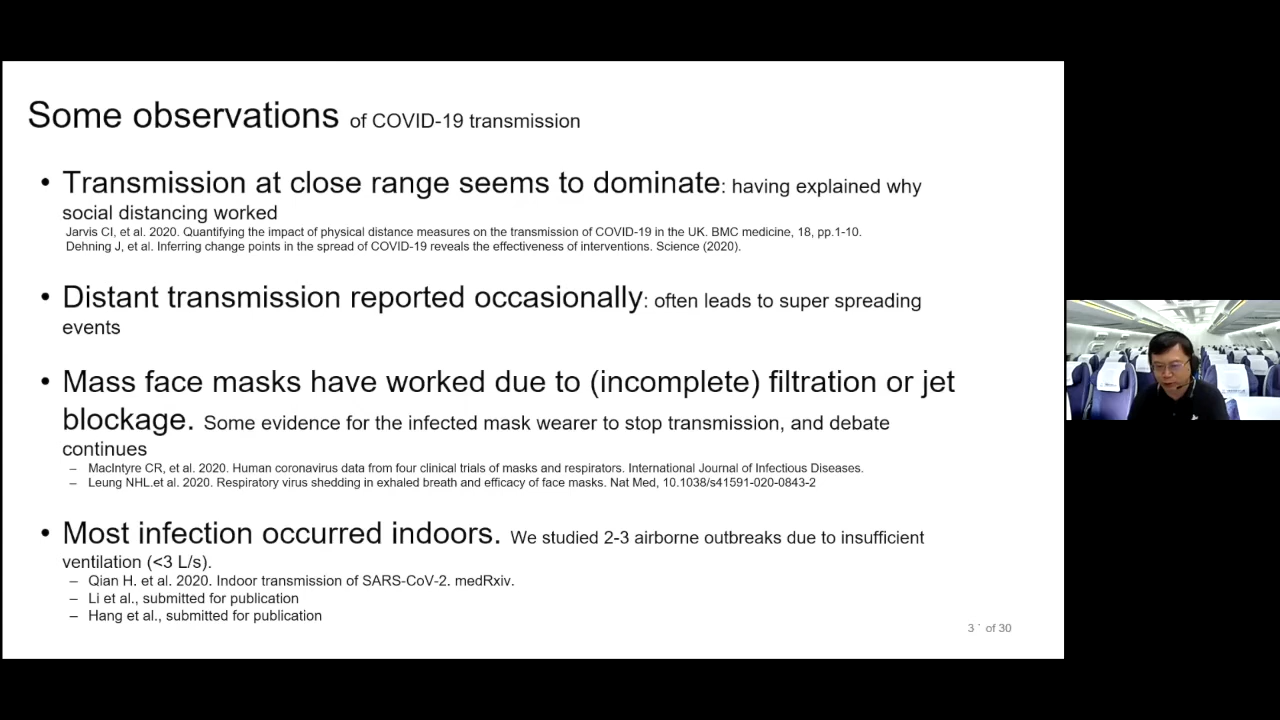 Some observations of COVID-19 transmission
• Transmission at close range seems to dominate: having explained why
social distancing worked
Jarvis CI, et al. 2020. Quantifying the impact of physical distance measures on the transmission of COVID-19 in the UK. BMC medicine, 18, pp.1-10.
Dehning J, et al. Inferring change points in the spread of COVID-19 reveals the effectiveness of interventions. Science (2020).
• Distant transmission reported occasionally: often leads to super spreading
events
• Mass face masks have worked due to (incomplete) filtration or jet
blockage. Some evidence for the infected mask wearer to stop transmission, and debate
continues
– MacIntyre CR, et al. 2020. Human coronavirus data from four clinical trials of masks and respirators. International Journal of Infectious Diseases.
– Leung NHL.et al. 2020. Respiratory virus shedding in exhaled breath and efficacy of face masks. Nat Med, 10.1038/s41591-020-0843-2
• Most infection occurred indoors. We studied 2-3 airborne outbreaks due to insufficient
ventilation (<3 L/s).
– Qian H. et al. 2020. Indoor transmission of SARS-CoV-2. medRxiv.
– Li et al., submitted for publication
– Hang et al., submitted for publication
3 of 30